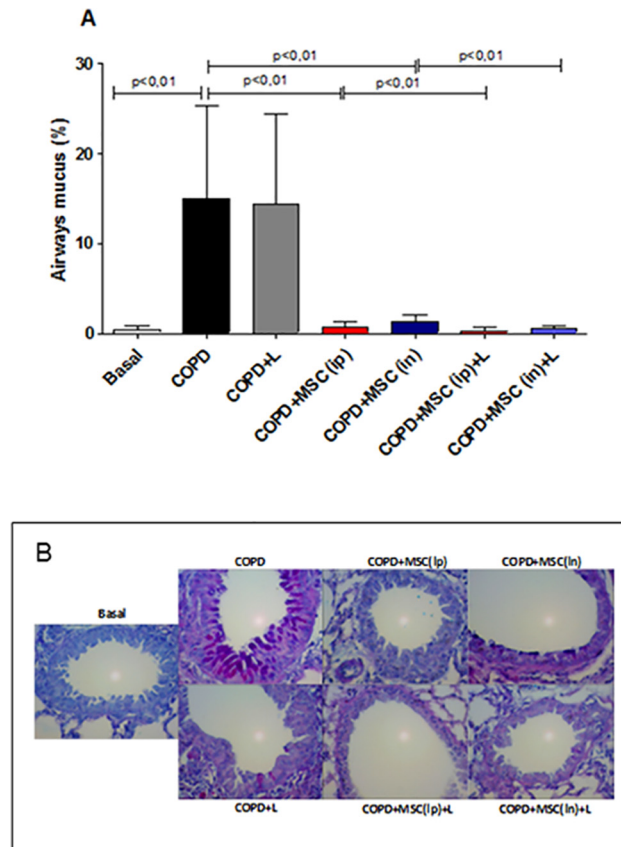 A
p<0,01
p<0,01
p<0,01
p<0,01
p<0,01
Airways mucus (%)
30
20
10
0
Basal
COPD
COPD+L
COPD+MSC (ip)
COPD+MSC (in)
COPD+MSC (ip)+L
COPD+MSC (in)+L
B
COPD
COPD+MSC(Ip)
COPD+MSC(In)
Basal
COPD+L
COPD+MSC(Ip)+L
COPD+MSC(In)+L